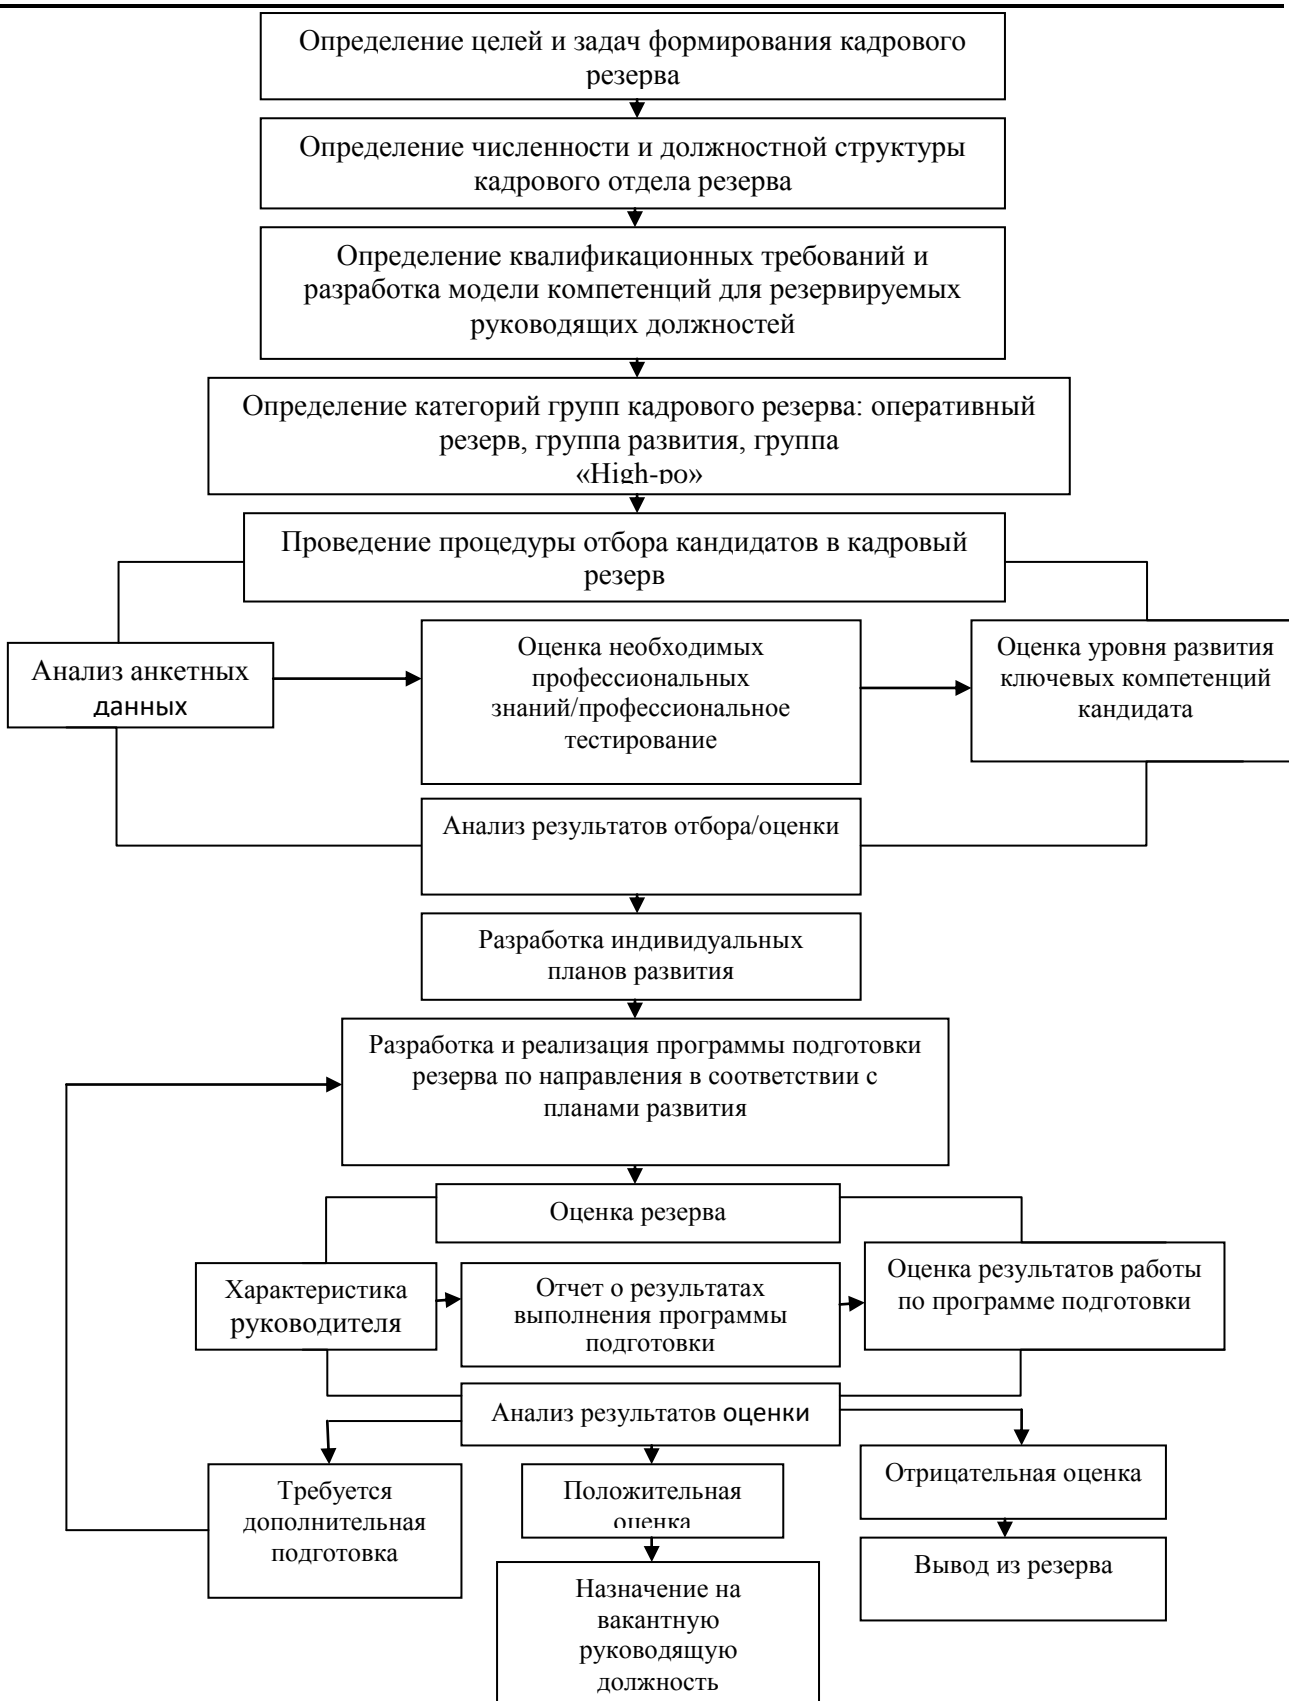 Определение целей и задач формирования кадрового
резерва
Определение численности и должностной структуры
кадрового отдела резерва
Определение квалификационных требований и
разработка модели компетенций для резервируемых
руководящих должностей
Определение категорий групп кадрового резерва: оперативный
резерв, группа развития, группа
«High-po»
Проведение процедуры отбора кандидатов в кадровый
резерв
Анализ анкетных
данных
Оценка необходимых
профессиональных
знаний/профессиональное
тестирование
Оценка уровня развития
ключевых компетенций
кандидата
Анализ результатов отбора/оценки
Разработка индивидуальных
планов развития
Разработка и реализация программы подготовки
резерва по направления в соответствии с
планами развития
Оценка резерва
Характеристика
руководителя
Отчет о результатах
выполнения программы
подготовки
Оценка результатов работы
по программе подготовки
Анализ результатов оценки
Требуется
дополнительная
подготовка
Положительная
оценка
Отрицательная оценка
Вывод из резерва
Назначение на
вакантную
руководящую
должность